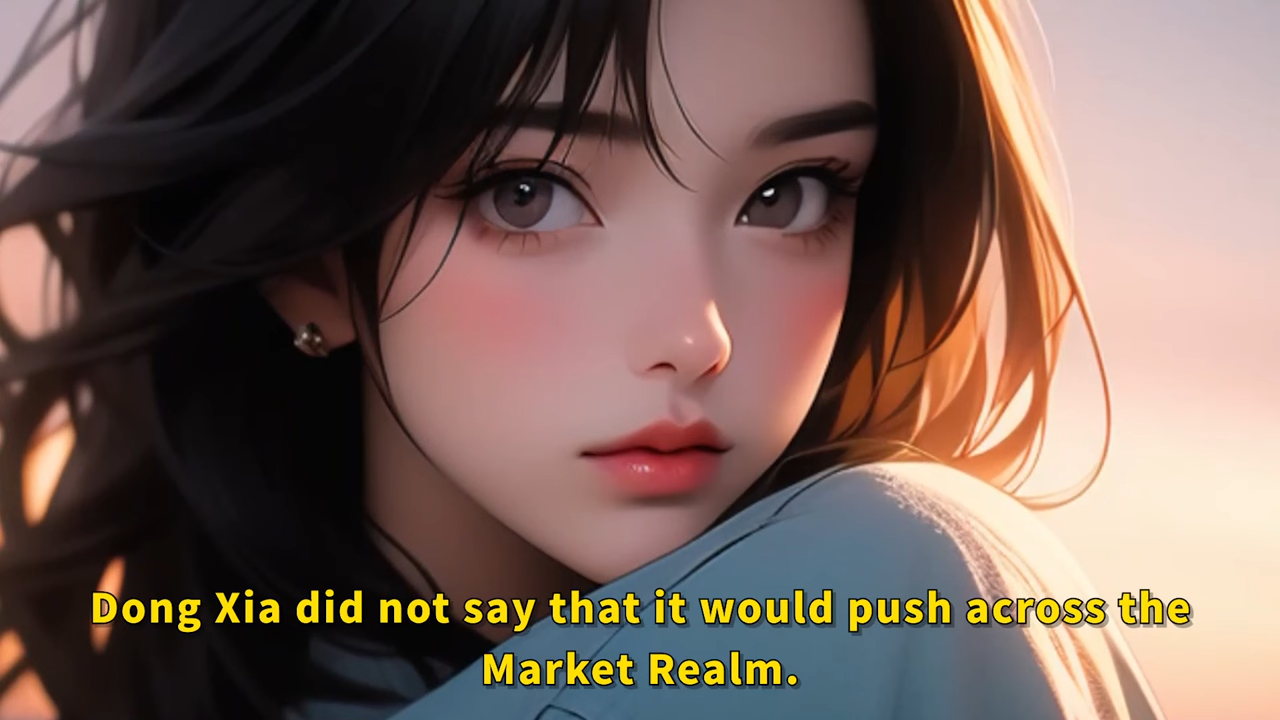 Dong Xia did not say that it would push across the
Market Realm.